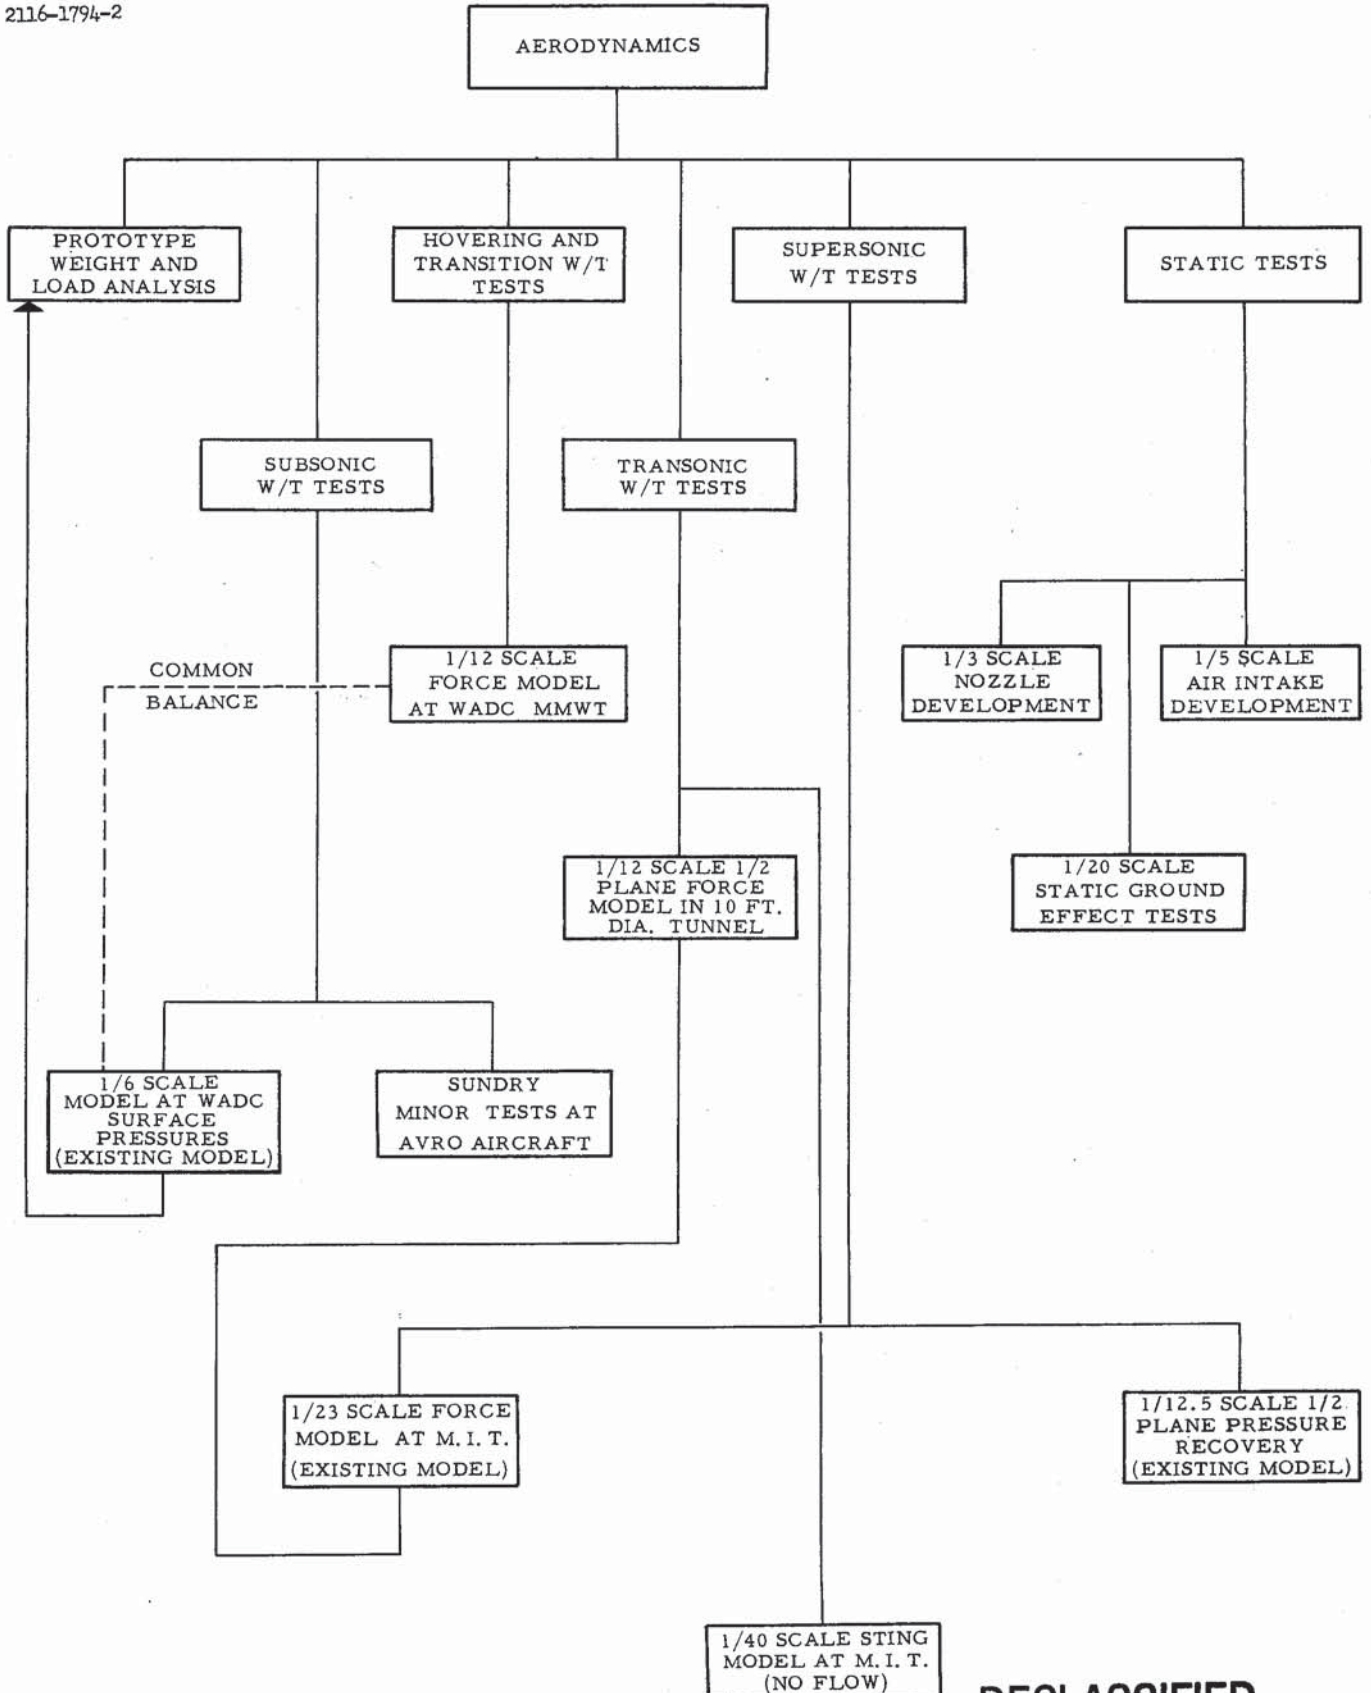 2116-1794-2
AERODYNAMICS
PROTOTYPE
WEIGHT AND
LOAD ANALYSIS
HOVERING AND
TRANSITION W/T
TESTS
SUPERSONIC
W/T TESTS
STATIC TESTS
SUBSONIC
W/T TESTS
TRANSONIC
W/T TESTS
COMMON
BALANCE
1/12 SCALE
FORCE MODEL
AT WADC MMWT
1/3 SCALE
NOZZLE
DEVELOPMENT
1/5 SCALE
AIR INTAKE
DEVELOPMENT
1/12 SCALE 1/2
PLANE FORCE
MODEL IN 10 FT.
DIA. TUNNEL
1/20 SCALE
STATIC GROUND
EFFECT TESTS
1/6 SCALE
MODEL AT WADC
SURFACE
PRESSURES
(EXISTING MODEL)
SUNDRY
MINOR TESTS AT
AVRO AIRCRAFT
1/23 SCALE FORCE
MODEL AT M.I.T.
(EXISTING MODEL)
1/12.5 SCALE 1/2
PLANE PRESSURE
RECOVERY
(EXISTING MODEL)
1/40 SCALE STING
MODEL AT M.I.T.
(NO FLOW)
DECLASSIFIED